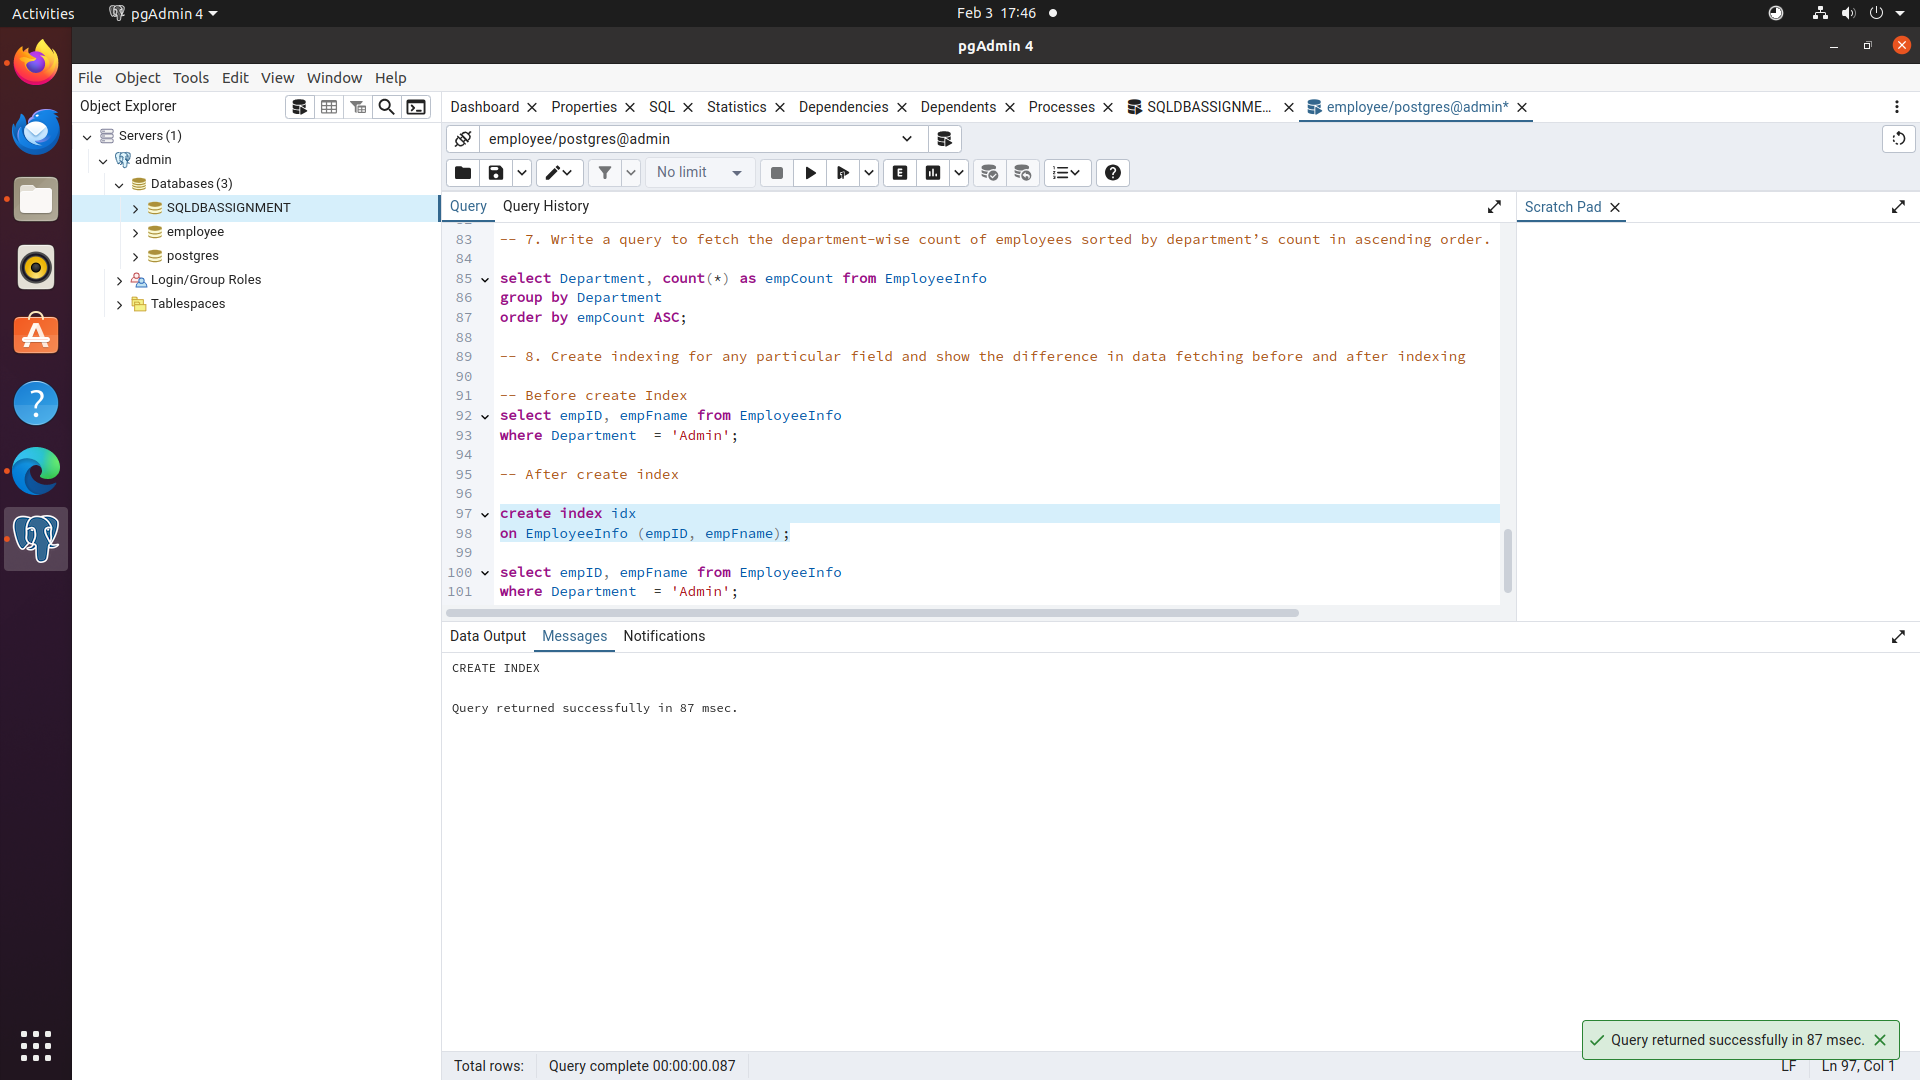 Activities pgAdmin 4 Feb 3 17:46
pgAdmin 4
File Object Tools Edit View Window Help
Object Explorer
Dashboard Properties SQL Statistics Dependencies Dependents Processes SQLDBASSIGNME... employee/postgres@admin*
Servers (1)
admin
Databases (3)
SQLDBASSIGNMENT
employee
postgres
Login/Group Roles
Tablespaces
employee/postgres@admin
No limit
E
Query Query History
Scratch Pad
83 -- 7. Write a query to fetch the department-wise count of employees sorted by department’s count in ascending order.
84
85 select Department, count(*) as empCount from EmployeeInfo
86 group by Department
87 order by empCount ASC;
88
89 -- 8. Create indexing for any particular field and show the difference in data fetching before and after indexing
90
91 -- Before create Index
92 select empID, empFname from EmployeeInfo
93 where Department  = 'Admin';
94
95 -- After create index
96
97 create index idx
98 on EmployeeInfo (empID, empFname);
99
100 select empID, empFname from EmployeeInfo
101 where Department  = 'Admin';
Data Output Messages Notifications
CREATE INDEX
Query returned successfully in 87 msec.
Query returned successfully in 87 msec.
Total rows: Query complete 00:00:00.087 LF Ln 97, Col 1